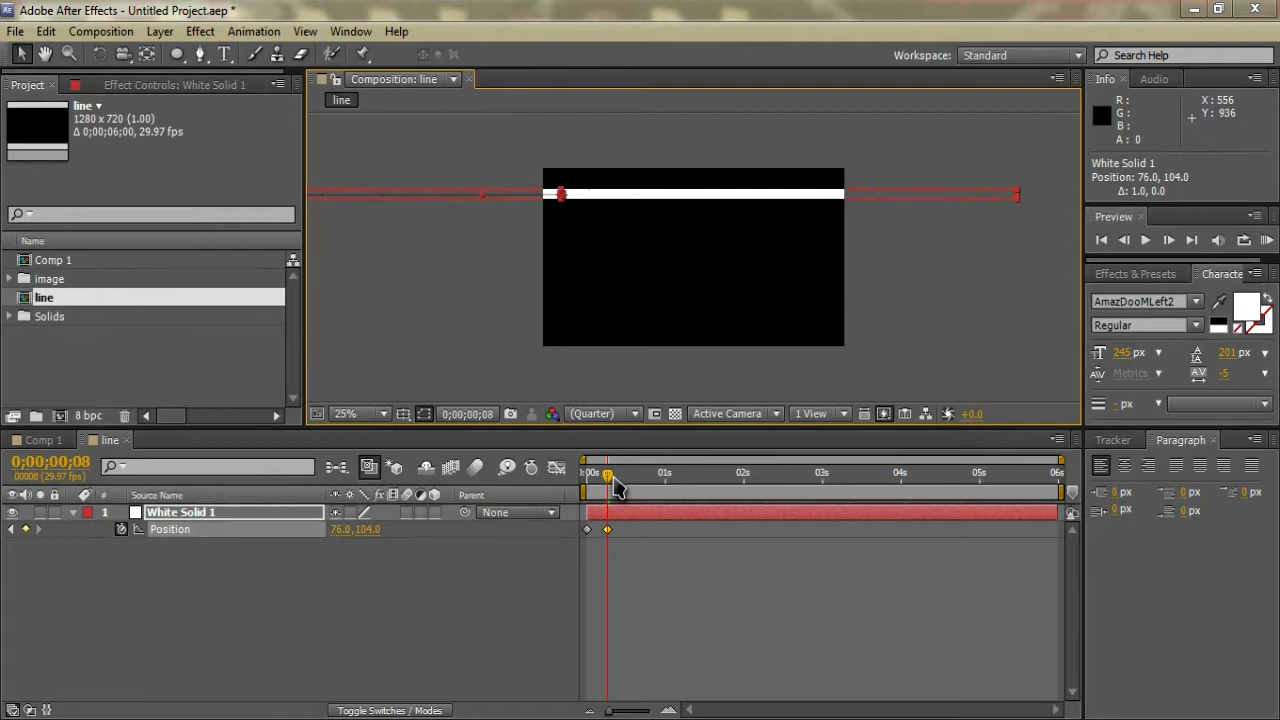 Adobe After Effects - Untitled Project.aep *
File Edit Composition Layer Effect Animation View Window Help
Workspace: Standard
Search Help
Project
Effect Controls: White Solid 1
line
1280 x 720 (1.00)
Δ 0;00;06;00, 29.97 fps
Name
Comp 1
image
line
Solids
8 bpc
Composition: line
line
25%
0;00;00;08
(Quarter)
Active Camera
1 View
+0.0
Info
Audio
R :
G :
B :
A : 0
X : 556
Y : 936
White Solid 1
Position: 76.0, 104.0
Δ: 1.0, 0.0
Preview
Effects & Presets
Characte
AmazDooMLeft2
Regular
245 px
201 px
Metrics
-5
- px
Comp 1
line
0;00;00;08
00008 (29.97 fps)
# Source Name
Parent
1 White Solid 1
None
Position
76.0, 104.0
0:00s 01s 02s 03s 04s 05s 06s
Toggle Switches / Modes
Tracker
Paragraph
0 px 0 px 0 px
0 px 0 px